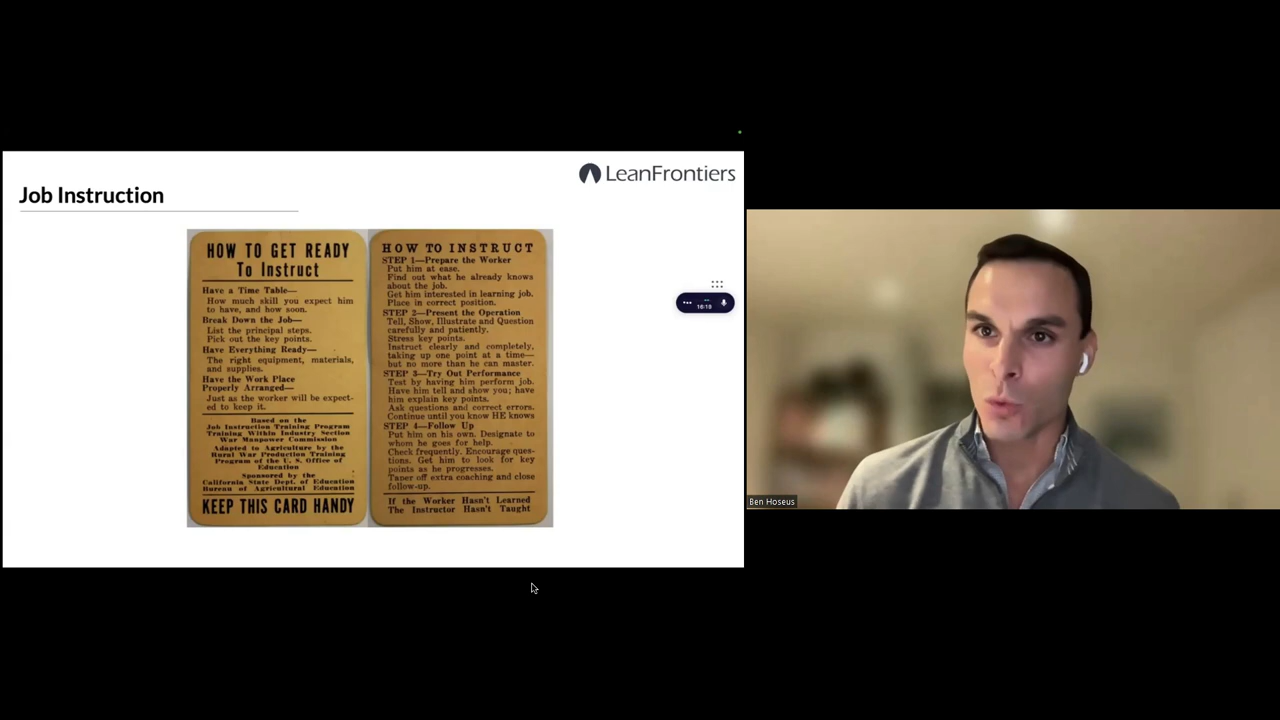 LeanFrontiers
Job Instruction
HOW TO GET READY
To Instruct
Have a Time Table—
How much skill you expect him
to have, and how soon.
Break Down the Job—
List the principal steps.
Pick out the key points.
Have Everything Ready—
The right equipment, materials,
and supplies.
Have the Work Place
Properly Arranged—
Just as the worker will be expect-
ed to keep it.
Based on the
Job Instruction Training Program
Training Within Industry Section
War Manpower Commission
Adapted to Agriculture by the
Rural War Production Training
Program of the U. S. Office of
Education
Sponsored by the
California State Dept. of Education
Bureau of Agricultural Education
KEEP THIS CARD HANDY
HOW TO INSTRUCT
STEP 1—Prepare the Worker
Put him at ease.
Find out what he already knows
about the job.
Get him interested in learning job.
Place in correct position.
STEP 2—Present the Operation
Tell, Show, Illustrate and Question
carefully and patiently.
Stress key points.
Instruct clearly and completely,
taking up one point at a time—
but no more than he can master.
STEP 3—Try Out Performance
Test by having him perform job.
Have him tell and show you; have
him explain key points.
Ask questions and correct errors.
Continue until you know HE knows
STEP 4—Follow Up
Put him on his own. Designate to
whom he goes for help.
Check frequently. Encourage ques-
tions. Get him to look for key
points as he progresses.
Taper off extra coaching and close
follow-up.
If the Worker Hasn't Learned
The Instructor Hasn't Taught
16:10
Ben Hoseus